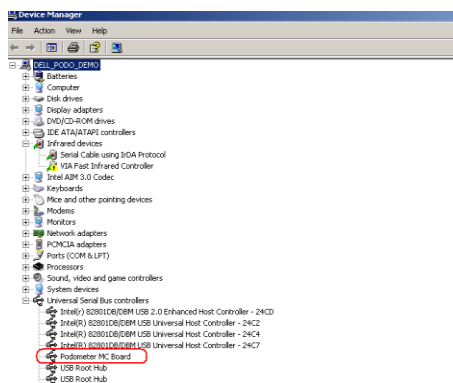 Device Manager
File Action View Help
DELL_PODO_DEMO
Batteries
Computer
Disk drives
Display adapters
DVD/CD-ROM drives
IDE ATA/ATAPI controllers
Infrared devices
Serial Cable using IrDA Protocol
VIA Fast Infrared Controller
Intel AIM 3.0 Codec
Keyboards
Mice and other pointing devices
Modems
Monitors
Network adapters
PCMCIA adapters
Ports (COM & LPT)
Processors
Sound, video and game controllers
System devices
Universal Serial Bus controllers
Intel(r) 82801DB/DBM USB 2.0 Enhanced Host Controller - 24CD
Intel(R) 82801DB/DBM USB Universal Host Controller - 24C2
Intel(R) 82801DB/DBM USB Universal Host Controller - 24C4
Intel(R) 82801DB/DBM USB Universal Host Controller - 24C7
Podometer MC Board
USB Root Hub
USB Root Hub